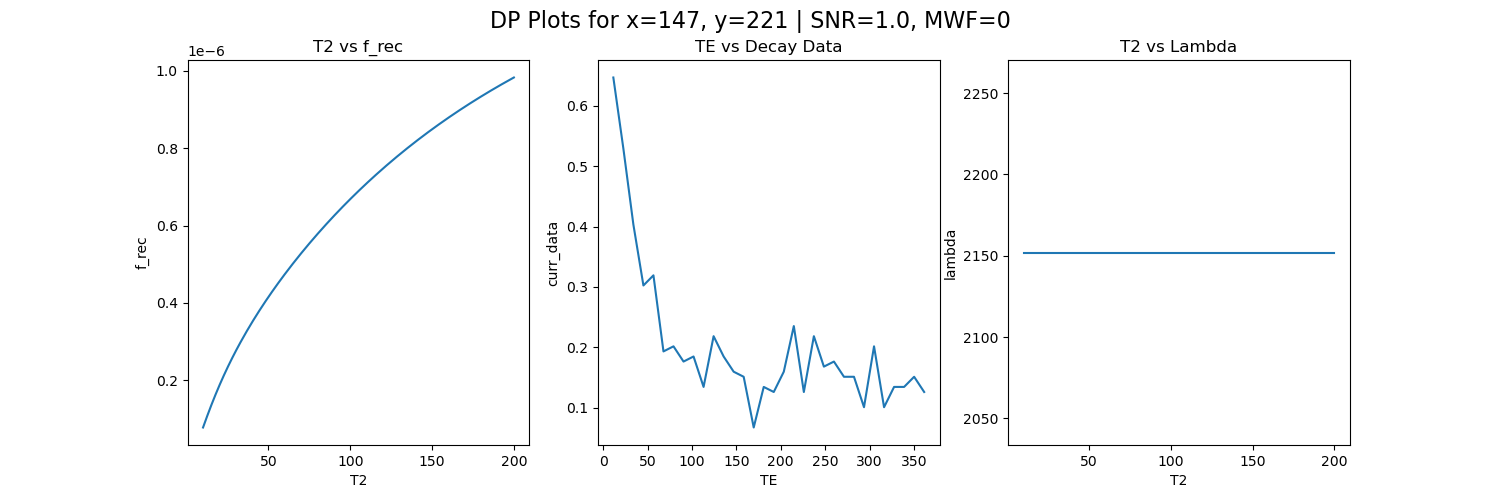 DP Plots for x=147, y=221 | SNR=1.0, MWF=0
T2 vs f_rec
1e−6
1.0
0.8
0.6
0.4
0.2
f_rec
50
100
150
200
T2
TE vs Decay Data
0.6
0.5
0.4
0.3
0.2
0.1
curr_data
0
50
100
150
200
250
300
350
TE
T2 vs Lambda
2250
2200
2150
2100
2050
lambda
50
100
150
200
T2